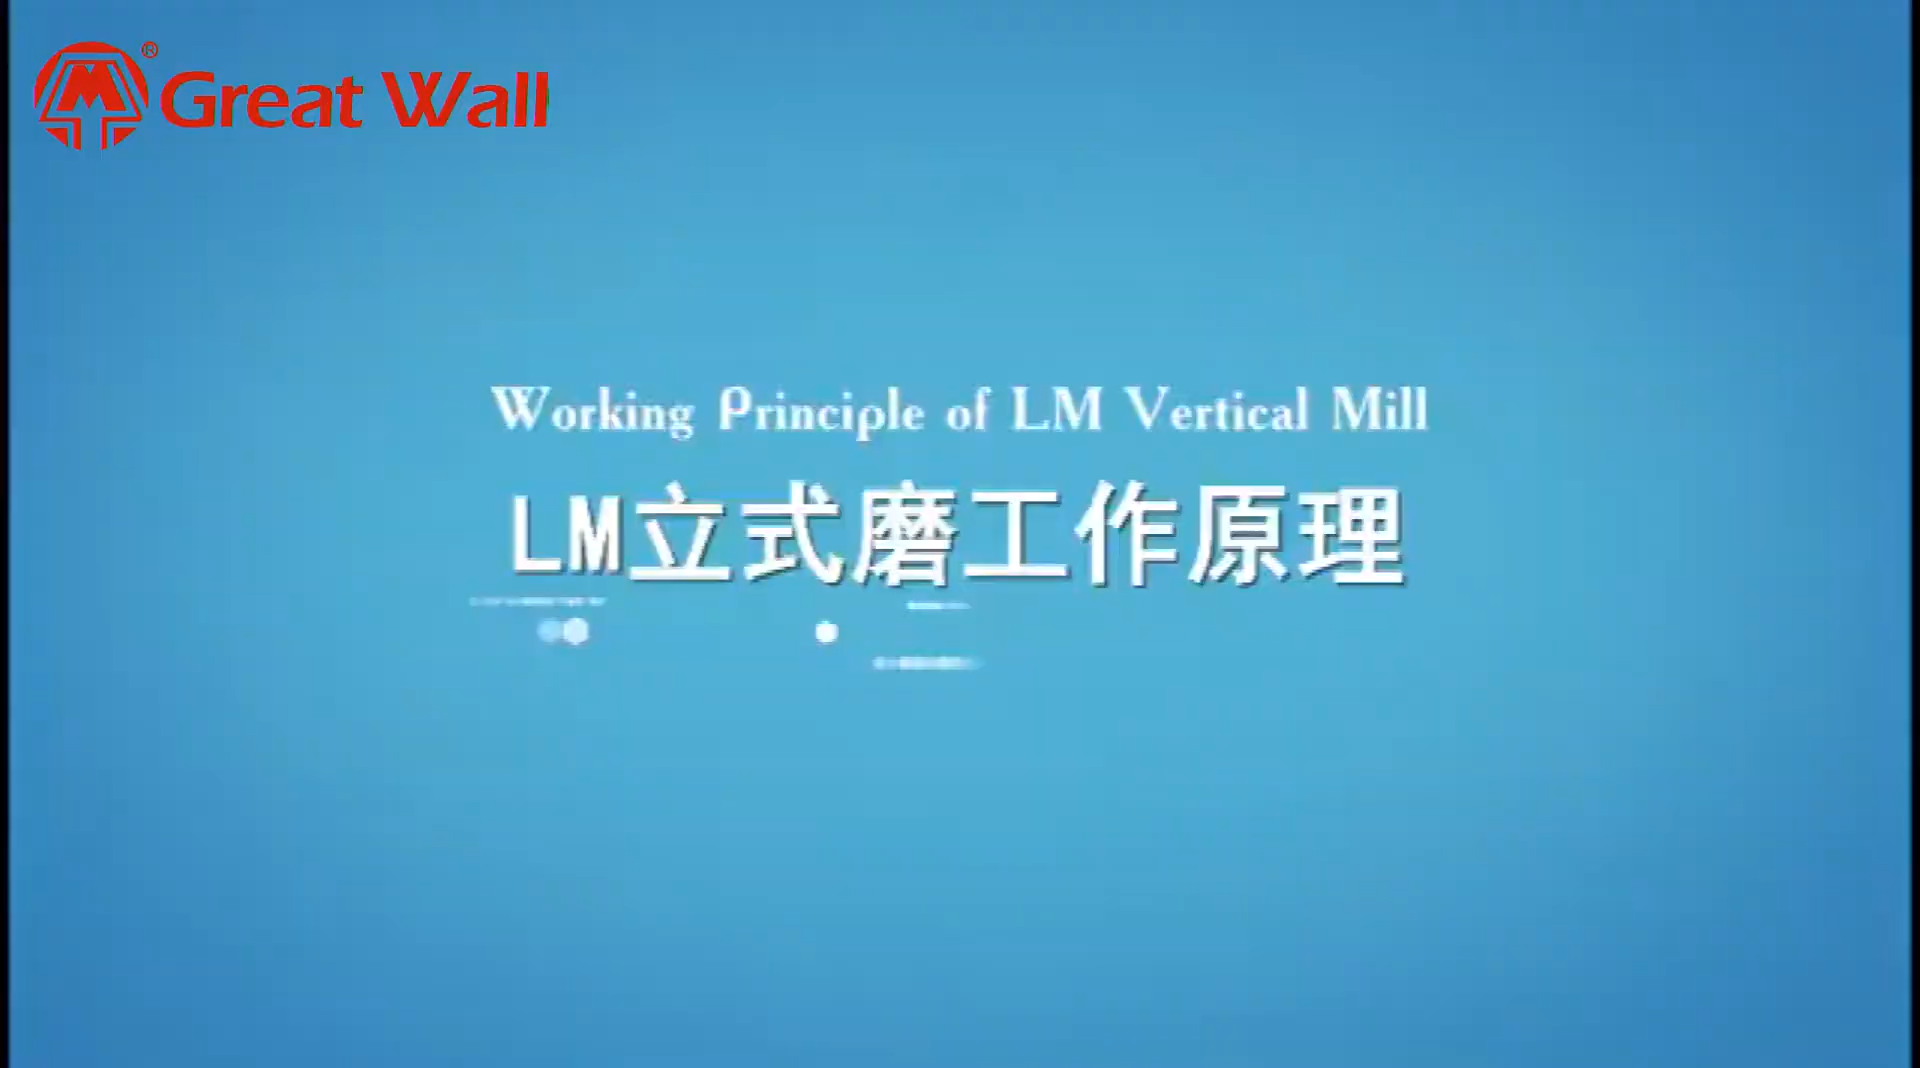 ® Great Wall
Working Principle of LM Vertical Mill
LM立式磨工作原理